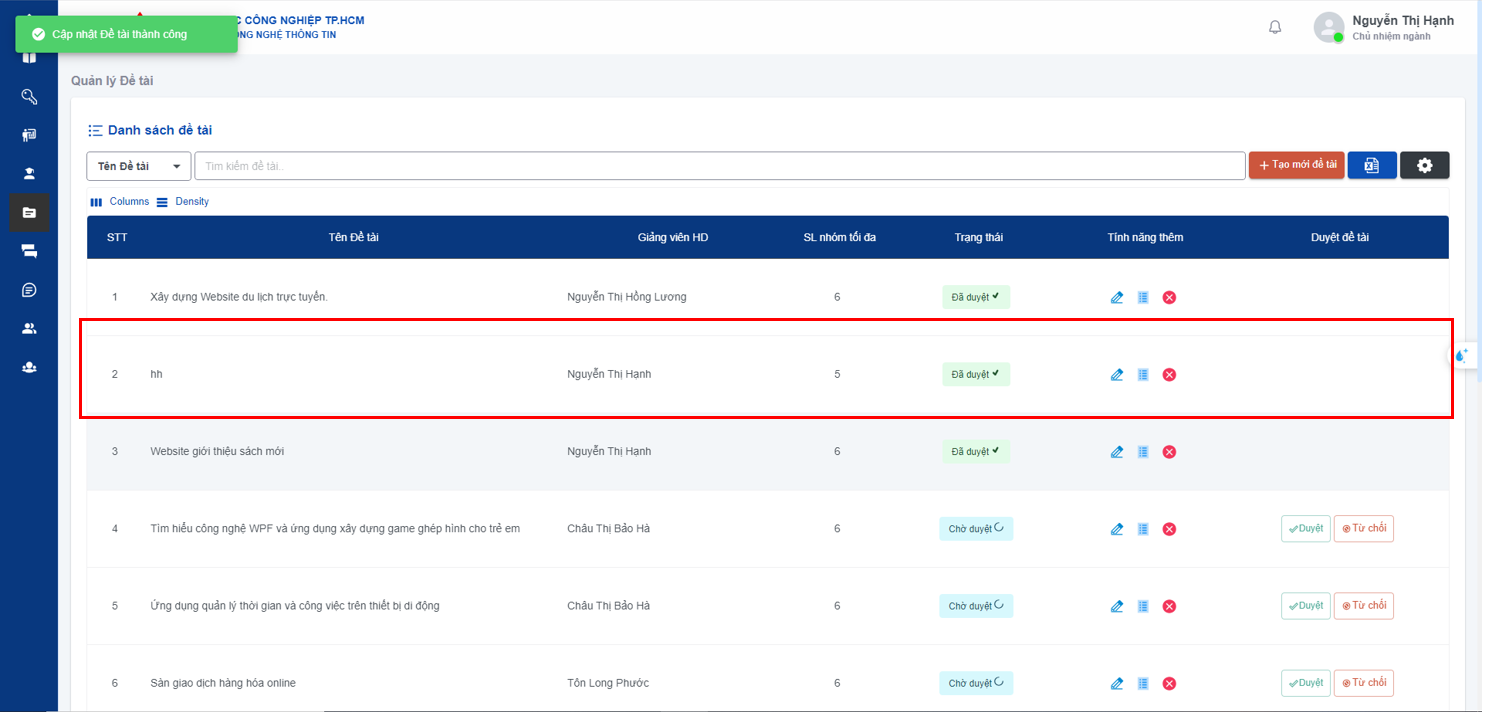 Cập nhật Đề tài thành công
C CÔNG NGHIỆP TP.HCM
ÔNG NGHỆ THÔNG TIN
Nguyễn Thị Hạnh
Chủ nhiệm ngành
Quản lý Đề tài
Danh sách đề tài
Tên Đề tài
Tìm kiếm đề tài..
+ Tạo mới đề tài
Columns Density
STT Tên Đề tài Giảng viên HD SL nhóm tối đa Trạng thái Tính năng thêm Duyệt đề tài
1 Xây dựng Website du lịch trực tuyến. Nguyễn Thị Hồng Lương 6 Đã duyệt
2 hh Nguyễn Thị Hạnh 5 Đã duyệt
3 Website giới thiệu sách mới Nguyễn Thị Hạnh 6 Đã duyệt
4 Tìm hiểu công nghệ WPF và ứng dụng xây dựng game ghép hình cho trẻ em Châu Thị Bảo Hà 6 Chờ duyệt Duyệt Từ chối
5 Ứng dụng quản lý thời gian và công việc trên thiết bị di động Châu Thị Bảo Hà 6 Chờ duyệt Duyệt Từ chối
6 Sàn giao dịch hàng hóa online Tôn Long Phước 6 Chờ duyệt Duyệt Từ chối